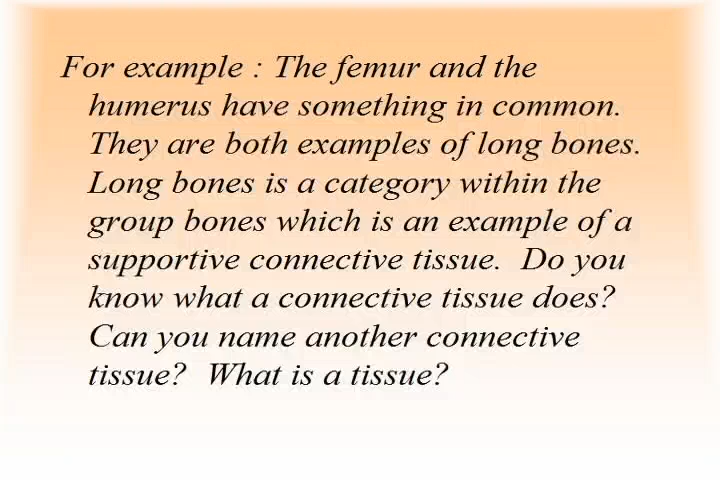 For example : The femur and the
humerus have something in common.
They are both examples of long bones.
Long bones is a category within the
group bones which is an example of a
supportive connective tissue.  Do you
know what a connective tissue does?
Can you name another connective
tissue?  What is a tissue?